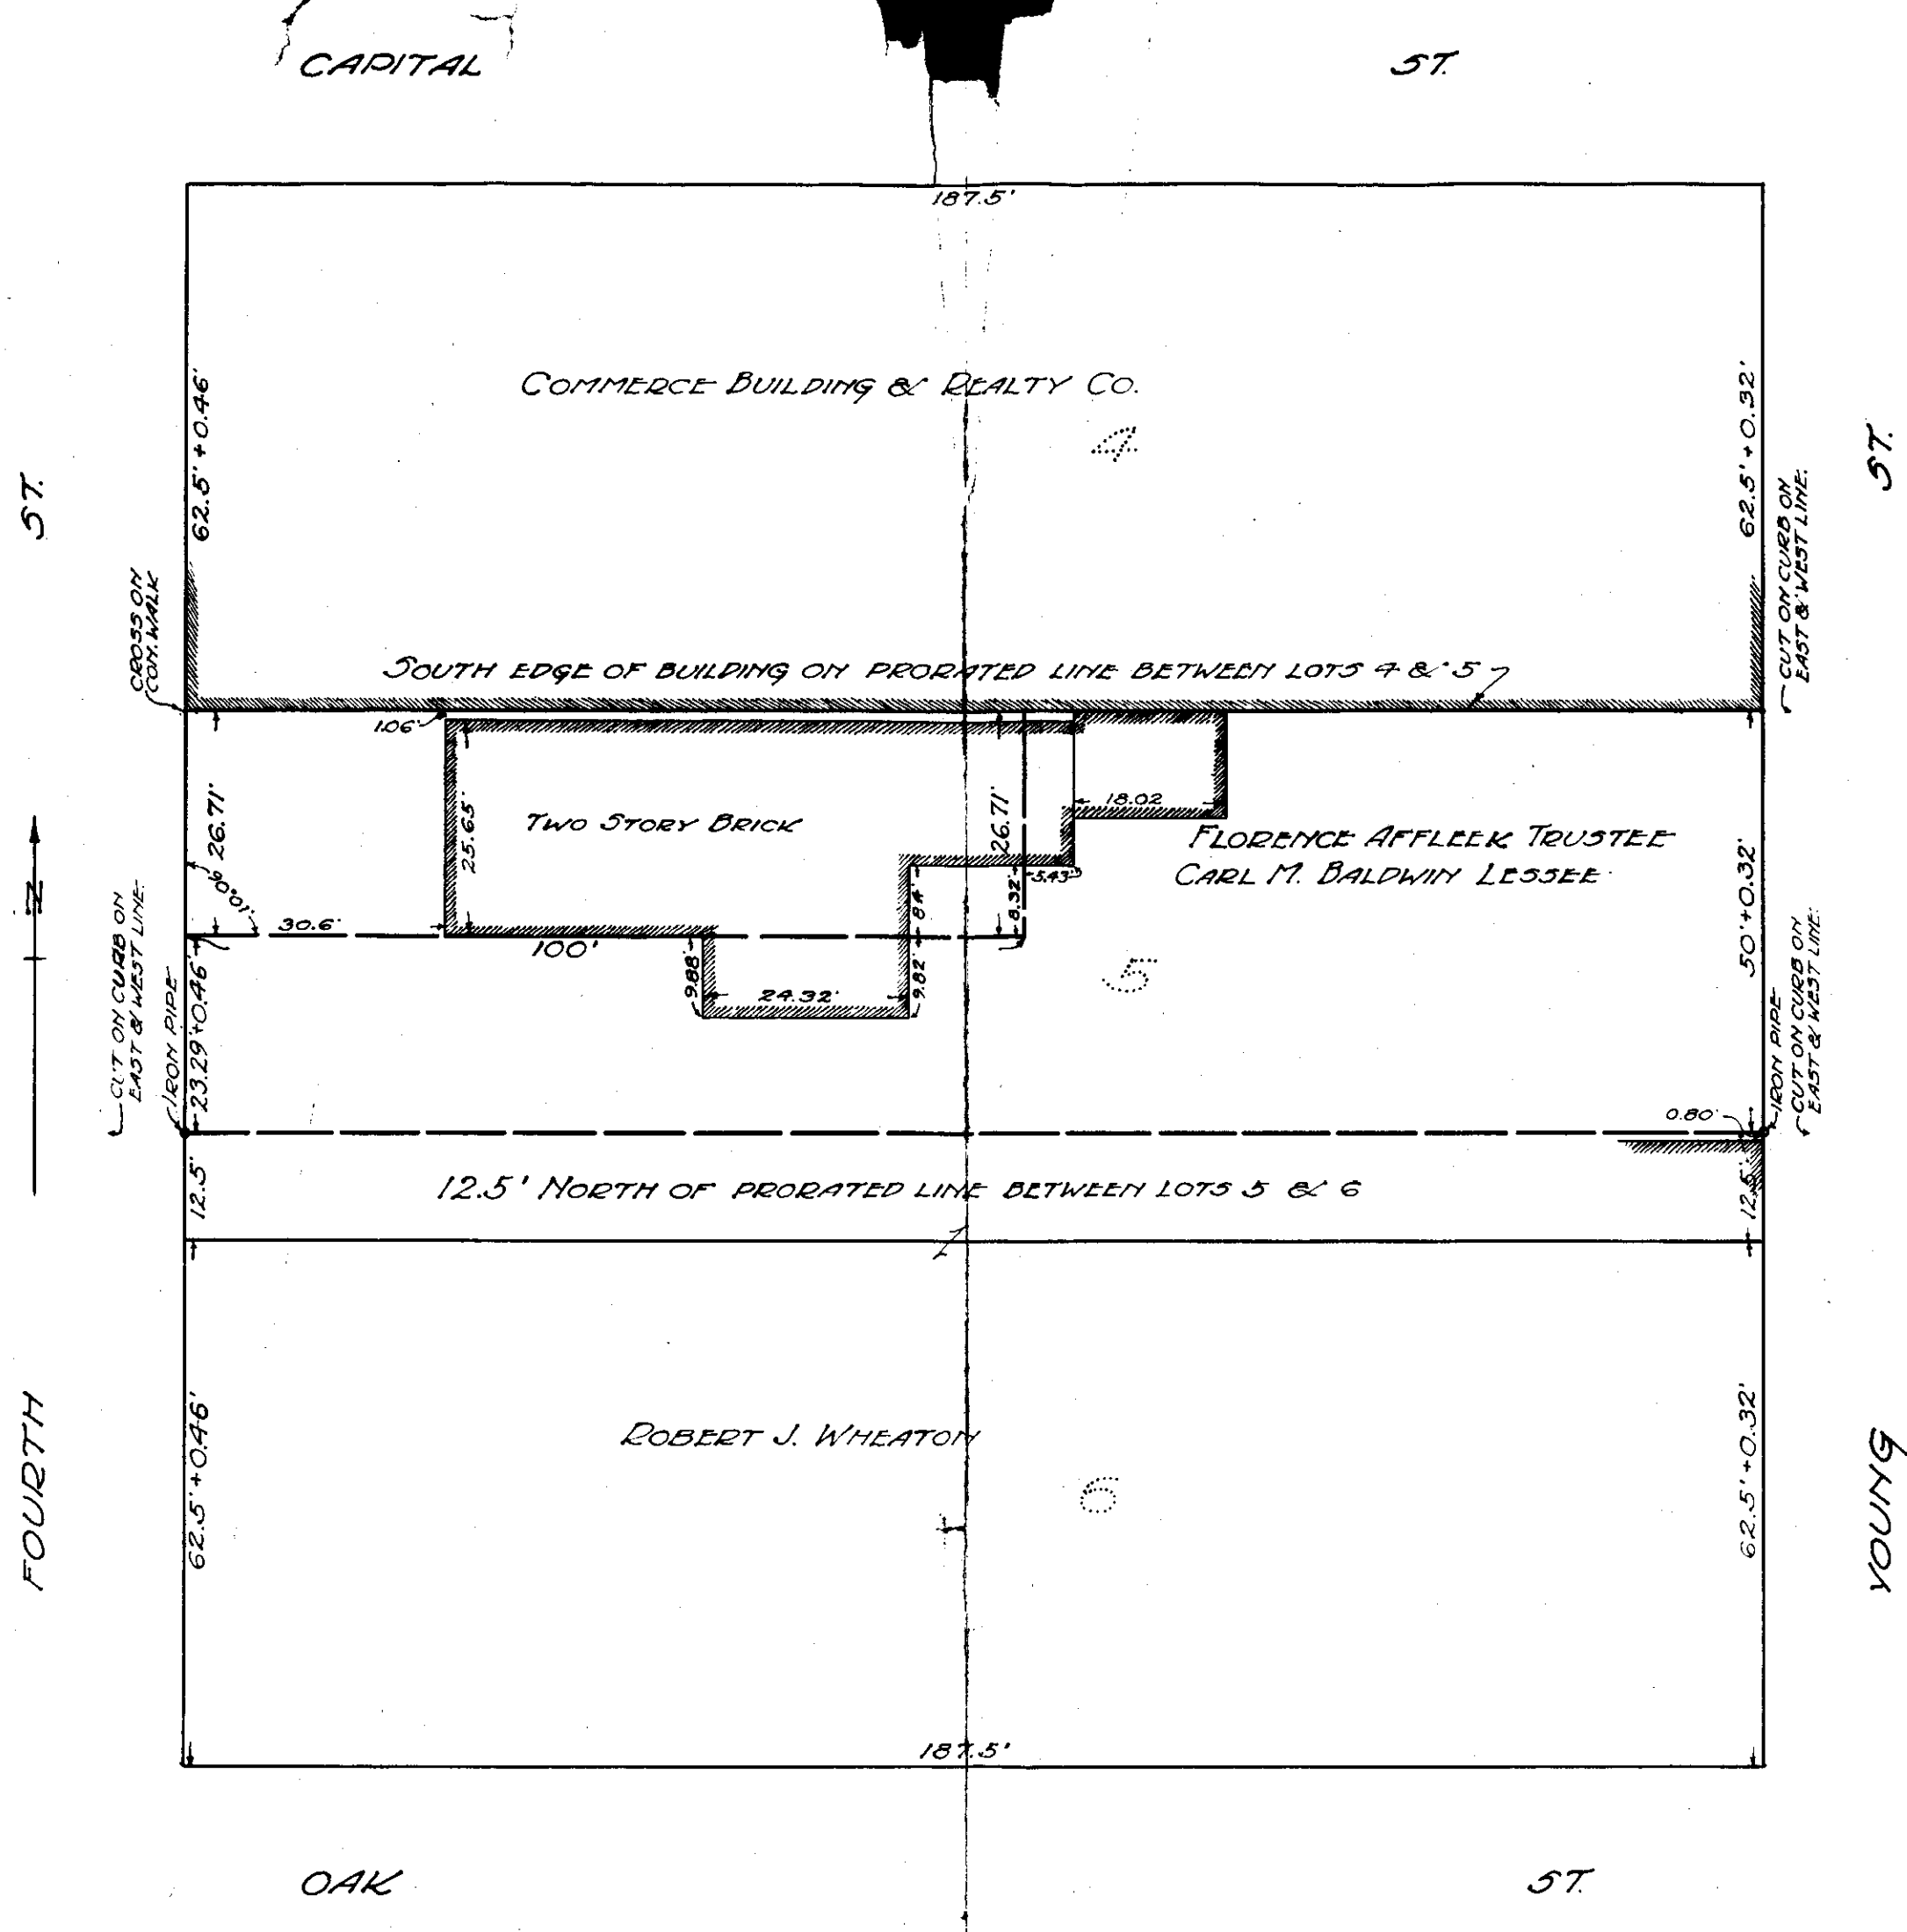 CAPITAL ST.
187.5'
62.5' + 0.46'
COMMERCE BUILDING & REALTY CO.
4
62.5' + 0.32'
ST.
ST.
CROSS ON
COM. WALK
CUT ON CURB ON
EAST & WEST LINE.
SOUTH EDGE OF BUILDING ON PRORATED LINE BETWEEN LOTS 4 & 5
1.06'
26.71'
25.65'
TWO STORY BRICK
26.71'
18.02
FLORENCE AFFLEEK TRUSTEE
CARL M. BALDWIN LESSEE
50' + 0.32'
N
90° 01'
30.6'
100'
8.4'
8.32'
5.43'
9.88'
24.32'
9.82'
5
CUT ON CURB ON
EAST & WEST LINE.
IRON PIPE
23.29' + 0.46'
0.80'
IRON PIPE
CUT ON CURB ON
EAST & WEST LINE.
12.5'
12.5' NORTH OF PRORATED LINE BETWEEN LOTS 5 & 6
12.5'
FOURTH
62.5' + 0.46'
ROBERT J. WHEATON
6
62.5' + 0.32'
YOUNG
187.5'
OAK ST.